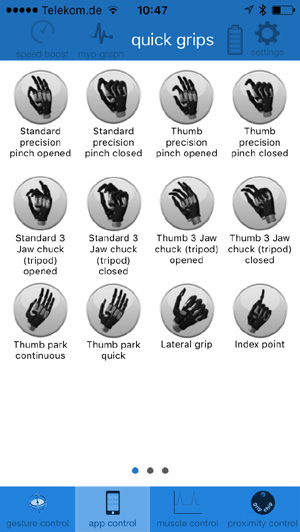 Telekom.de 10:47
speed boost myo-graph quick grips settings
Standard Standard Thumb Thumb
precision precision precision precision
pinch opened pinch closed pinch opened pinch closed
Standard 3 Standard 3 Thumb 3 Jaw Thumb 3 Jaw
Jaw chuck Jaw chuck chuck (tripod) chuck (tripod)
(tripod) (tripod) opened closed
opened closed
Thumb park Thumb park Lateral grip Index point
continuous quick
gesture control app control muscle control proximity control